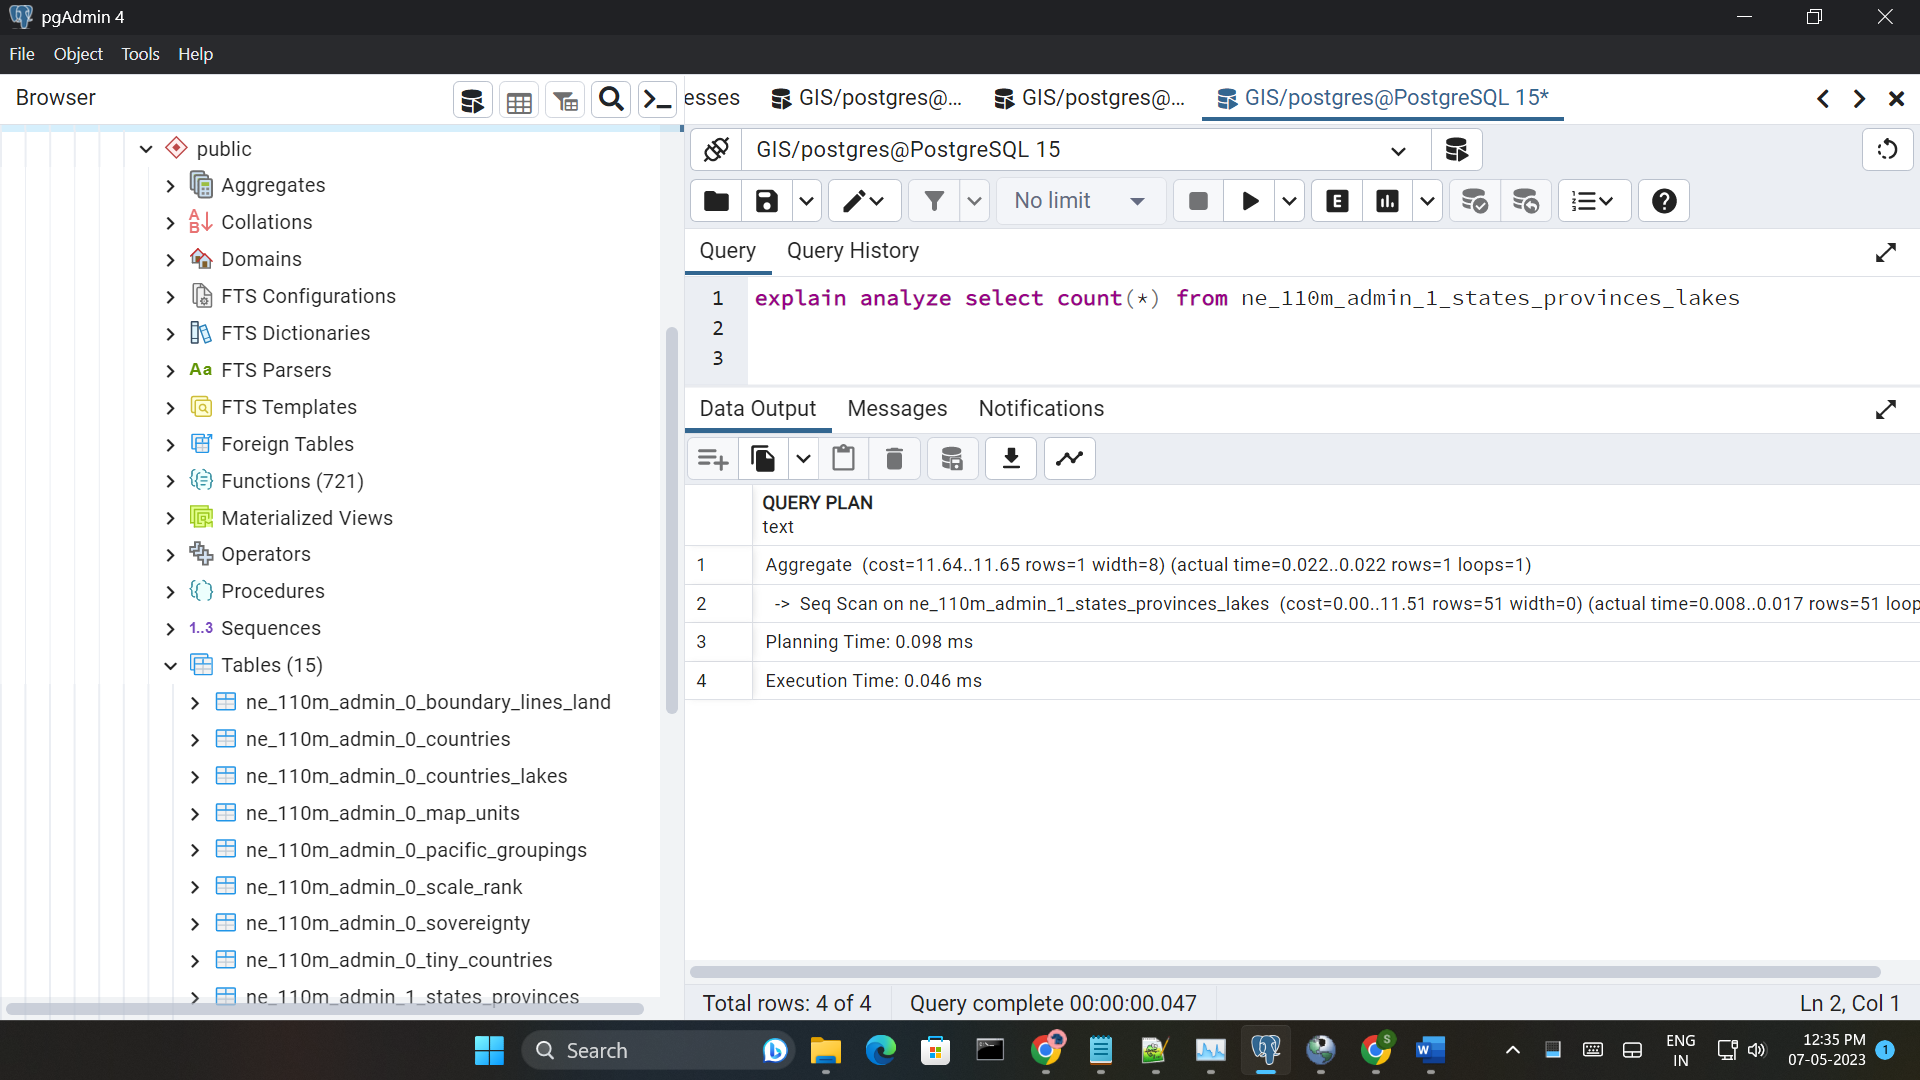 pgAdmin 4
File Object Tools Help
Browser
public
Aggregates
Collations
Domains
FTS Configurations
FTS Dictionaries
Aa FTS Parsers
FTS Templates
Foreign Tables
Functions (721)
Materialized Views
Operators
Procedures
1..3 Sequences
Tables (15)
ne_110m_admin_0_boundary_lines_land
ne_110m_admin_0_countries
ne_110m_admin_0_countries_lakes
ne_110m_admin_0_map_units
ne_110m_admin_0_pacific_groupings
ne_110m_admin_0_scale_rank
ne_110m_admin_0_sovereignty
ne_110m_admin_0_tiny_countries
ne_110m_admin_1_states_provinces
esses GIS/postgres@... GIS/postgres@... GIS/postgres@PostgreSQL 15*
GIS/postgres@PostgreSQL 15
No limit E
Query Query History
1 explain analyze select count(*) from ne_110m_admin_1_states_provinces_lakes
2
3
Data Output Messages Notifications
QUERY PLAN
text
1 Aggregate (cost=11.64..11.65 rows=1 width=8) (actual time=0.022..0.022 rows=1 loops=1)
2 -> Seq Scan on ne_110m_admin_1_states_provinces_lakes (cost=0.00..11.51 rows=51 width=0) (actual time=0.008..0.017 rows=51 loop
3 Planning Time: 0.098 ms
4 Execution Time: 0.046 ms
Total rows: 4 of 4 Query complete 00:00:00.047 Ln 2, Col 1
Search
ENG
IN
12:35 PM
07-05-2023
1